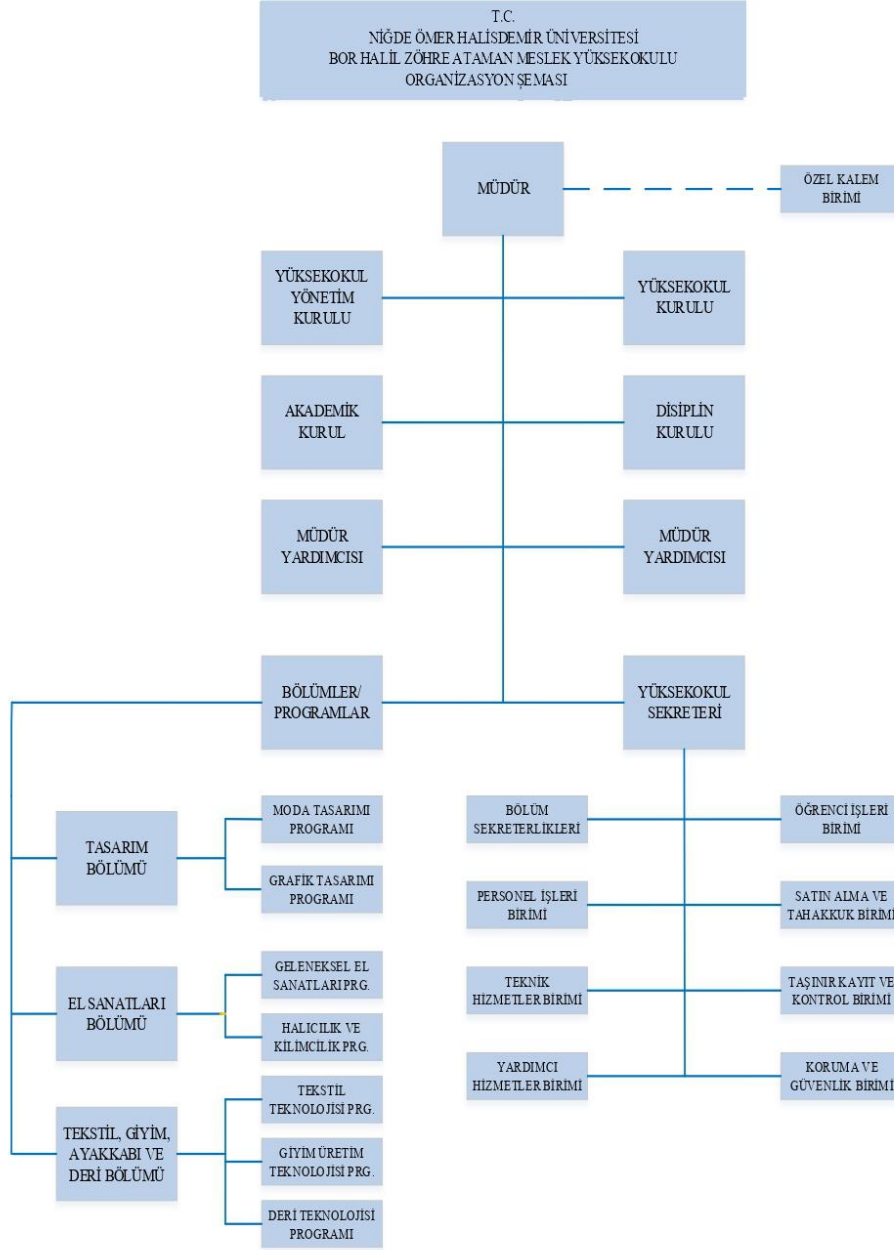 T.C.
NİĞDE ÖMER HALİSDEMİR ÜNİVERSİTESİ
BOR HALİL ZÖHRE ATAMAN MESLEK YÜKSEKOKULU
ORGANİZASYON ŞEMASI
MÜDÜR
ÖZEL KALEM
BİRİMİ
YÜKSEKOKUL
YÖNETİM
KURULU
YÜKSEKOKUL
KURULU
AKADEMİK
KURUL
DİSİPLİN
KURULU
MÜDÜR
YARDIMCISI
MÜDÜR
YARDIMCISI
BÖLÜMLER/
PROGRAMLAR
YÜKSEKOKUL
SEKRETERİ
TASARIM
BÖLÜMÜ
MODA TASARIMI
PROGRAMI
GRAFİK TASARIMI
PROGRAMI
EL SANATLARI
BÖLÜMÜ
GELENEKSEL EL
SANATLARI PRG.
HALICILIK VE
KİLİMCİLİK PRG.
TEKSTİL, GİYİM,
AYAKKABI VE
DERİ BÖLÜMÜ
TEKSTİL
TEKNOLOJİSİ PRG.
GİYİM ÜRETİM
TEKNOLOJİSİ PRG.
DERİ TEKNOLOJİSİ
PROGRAMI
BÖLÜM
SEKRETERLİKLERİ
ÖĞRENCİ İŞLERİ
BİRİMİ
PERSONEL İŞLERİ
BİRİMİ
SATIN ALMA VE
TAHAKKUK BİRİMİ
TEKNİK
HİZMETLER BİRİMİ
TAŞINIR KAYIT VE
KONTROL BİRİMİ
YARDIMCI
HİZMETLER BİRİMİ
KORUMA VE
GÜVENLİK BİRİMİ